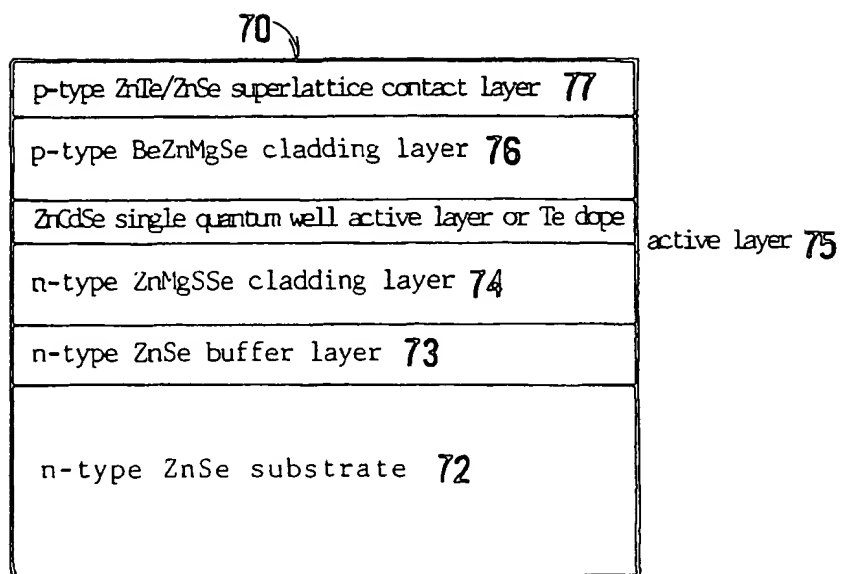 70
p-type ZnTe/ZnSe superlattice contact layer 77
p-type BeZnMgSe cladding layer 76
ZnCdSe single quantum well active layer or Te dope
active layer 75
n-type ZnMgSSe cladding layer 74
n-type ZnSe buffer layer 73
n-type ZnSe substrate 72